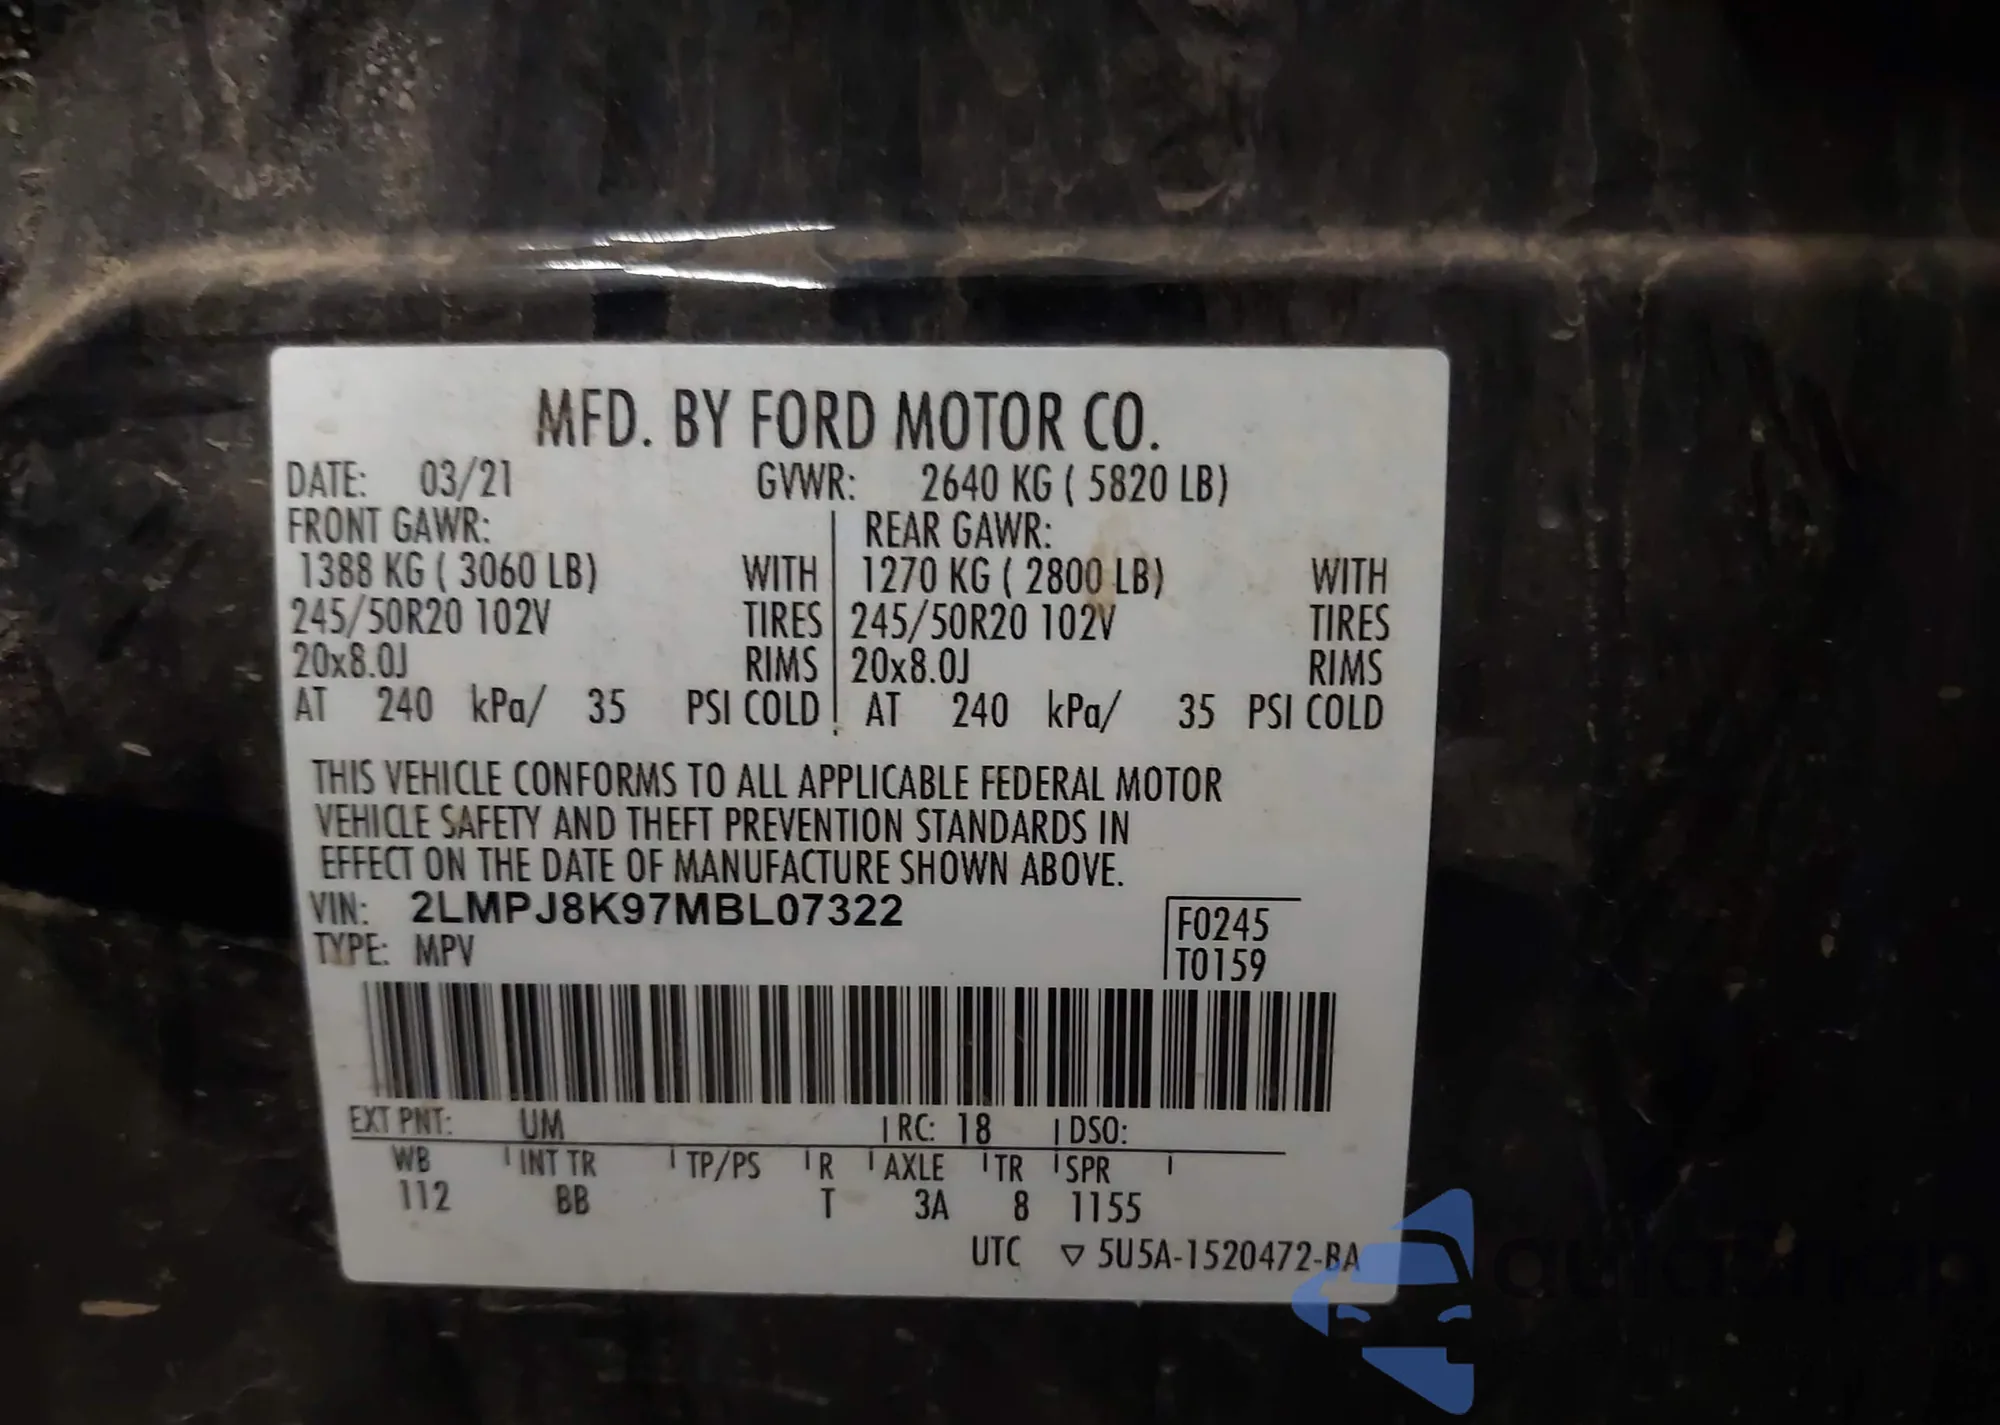 MFD. BY FORD MOTOR CO.
DATE: 03/21 GVWR: 2640 KG ( 5820 LB)
FRONT GAWR: REAR GAWR:
1388 KG ( 3060 LB) WITH 1270 KG ( 2800 LB) WITH
245/50R20 102V TIRES 245/50R20 102V TIRES
20x8.0J RIMS 20x8.0J RIMS
AT 240 kPa/ 35 PSI COLD AT 240 kPa/ 35 PSI COLD
THIS VEHICLE CONFORMS TO ALL APPLICABLE FEDERAL MOTOR
VEHICLE SAFETY AND THEFT PREVENTION STANDARDS IN
EFFECT ON THE DATE OF MANUFACTURE SHOWN ABOVE.
VIN: 2LMPJ8K97MBL07322 F0245
TYPE: MPV T0159
EXT PNT: UM RC: 18 DSO:
WB INT TR TP/PS R AXLE TR SPR
112 BB T 3A 8 1155
UTC ▽ 5U5A-1520472-BA